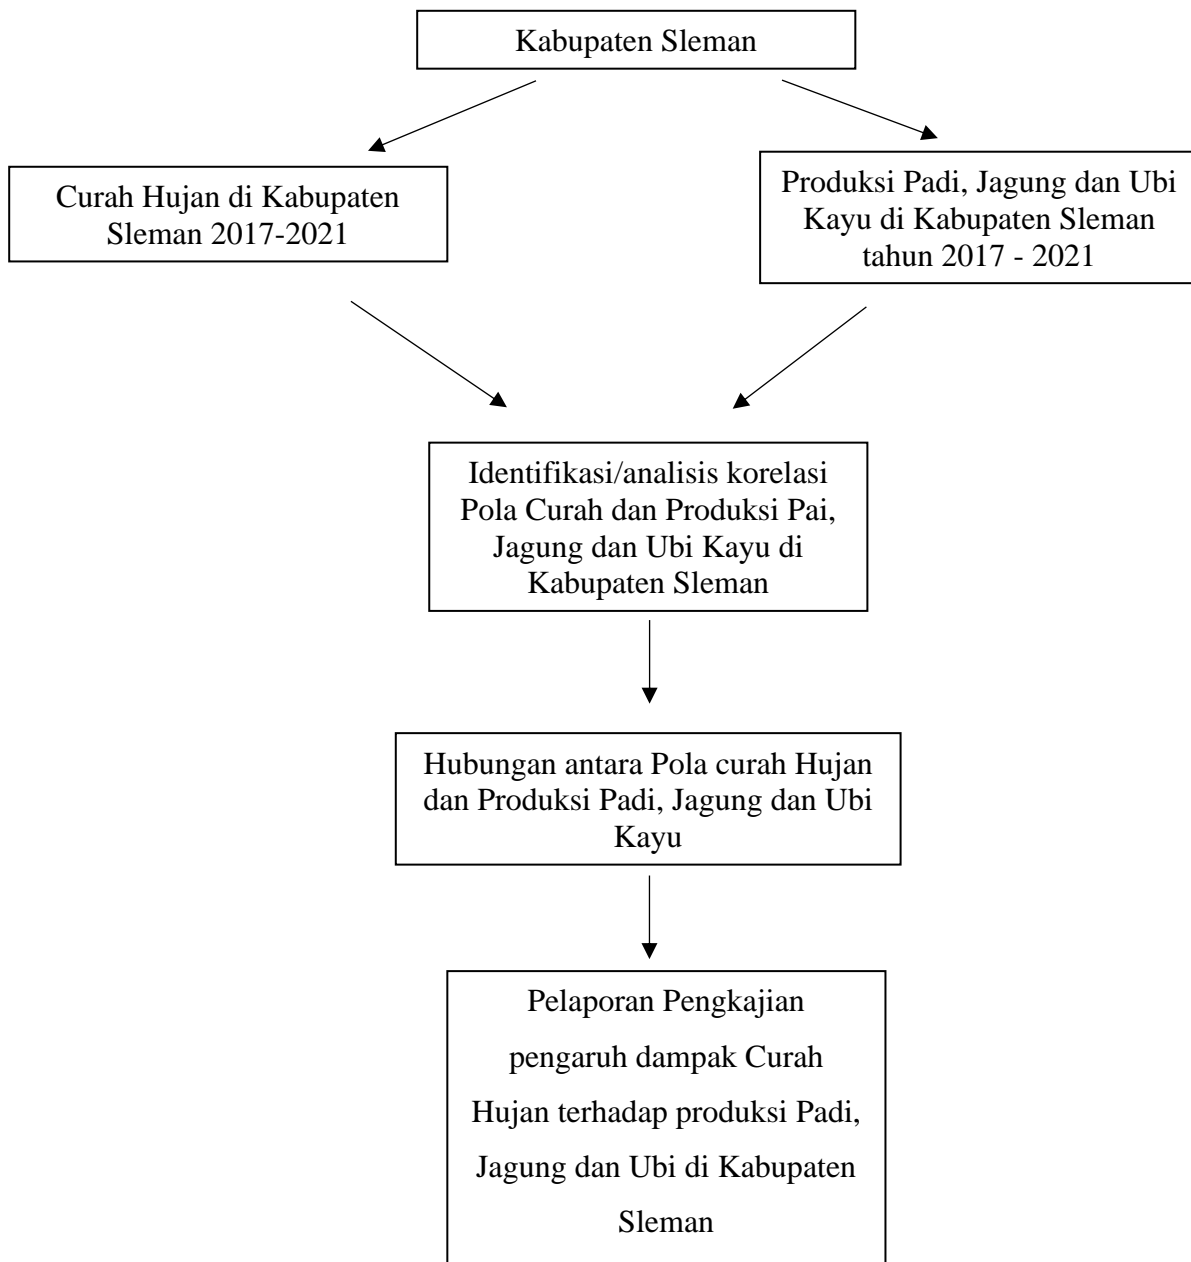 Kabupaten Sleman
Curah Hujan di Kabupaten
Sleman 2017-2021
Produksi Padi, Jagung dan Ubi
Kayu di Kabupaten Sleman
tahun 2017 - 2021
Identifikasi/analisis korelasi
Pola Curah dan Produksi Pai,
Jagung dan Ubi Kayu di
Kabupaten Sleman
Hubungan antara Pola curah Hujan
dan Produksi Padi, Jagung dan Ubi
Kayu
Pelaporan Pengkajian
pengaruh dampak Curah
Hujan terhadap produksi Padi,
Jagung dan Ubi di Kabupaten
Sleman